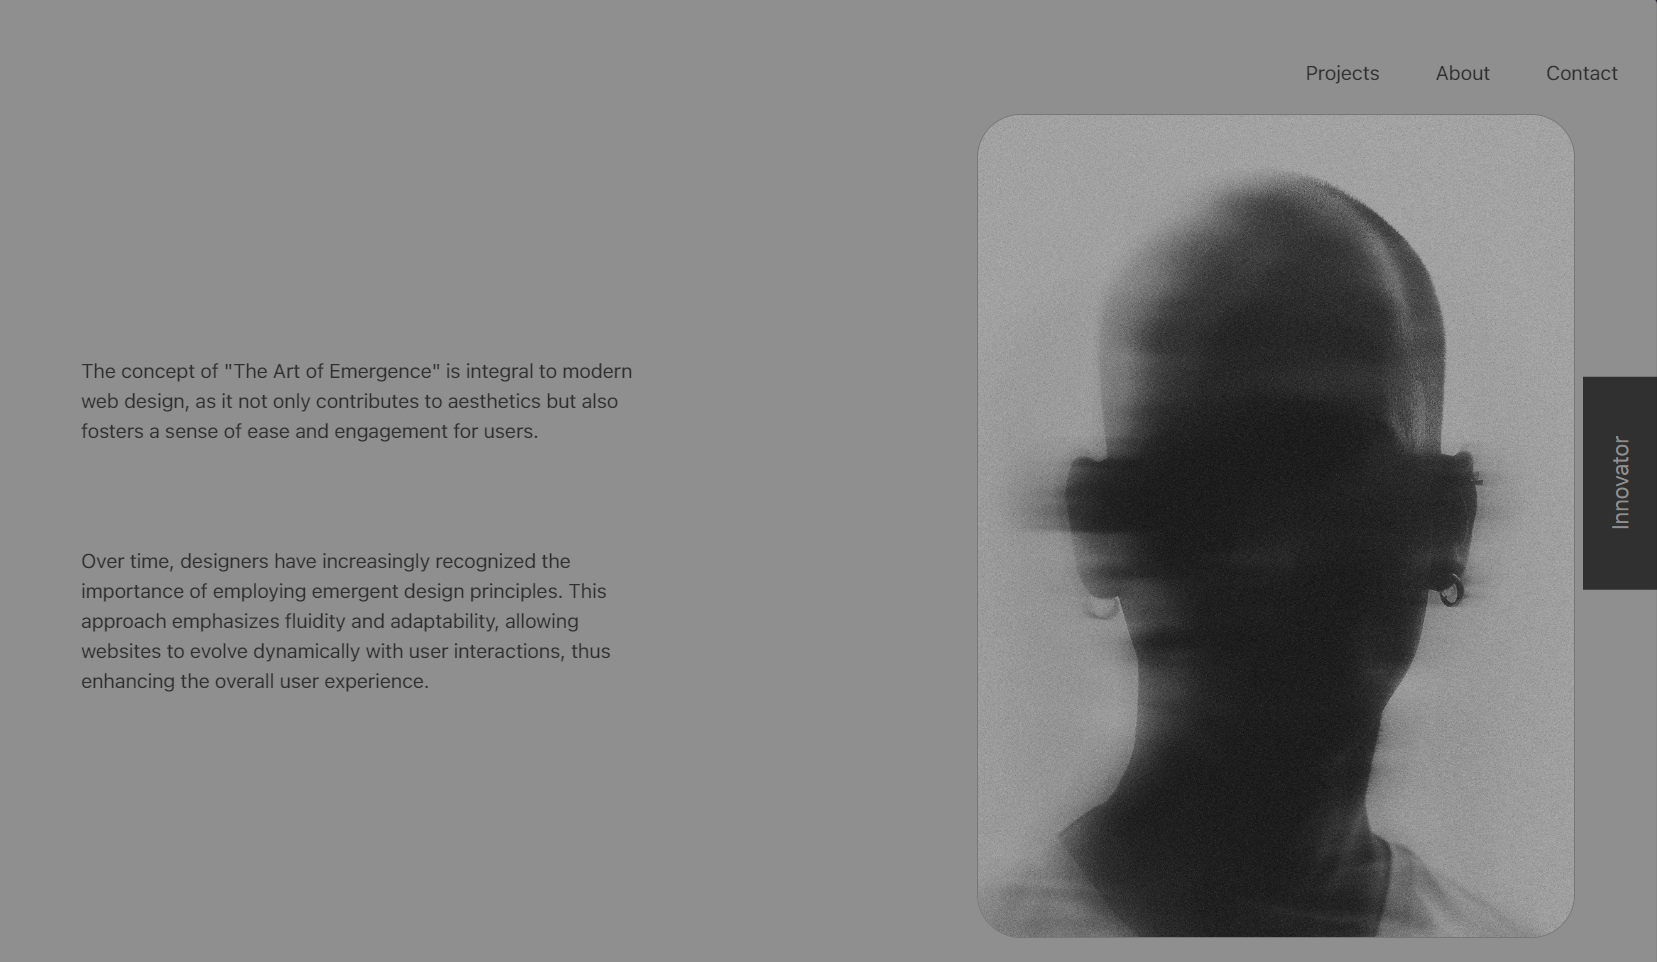 Projects About Contact
The concept of "The Art of Emergence" is integral to modern
web design, as it not only contributes to aesthetics but also
fosters a sense of ease and engagement for users.
Over time, designers have increasingly recognized the
importance of employing emergent design principles. This
approach emphasizes fluidity and adaptability, allowing
websites to evolve dynamically with user interactions, thus
enhancing the overall user experience.
Innovator